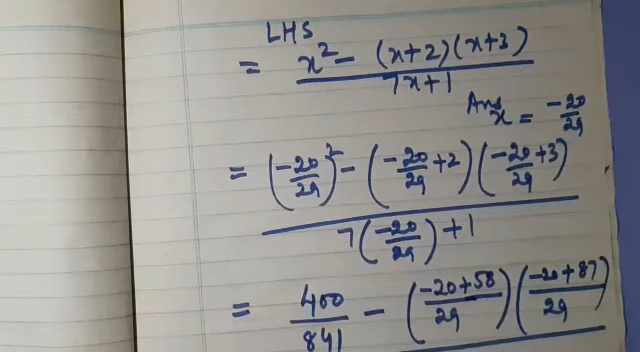 LHS
= x² - (x+2)(x+3) / 7x+1
Ans x = -20/29
= (-20/29)² - (-20/29+2)(-20/29+3) / 7(-20/29)+1
= 400/841 - (-20+58/29)(-20+87/29)